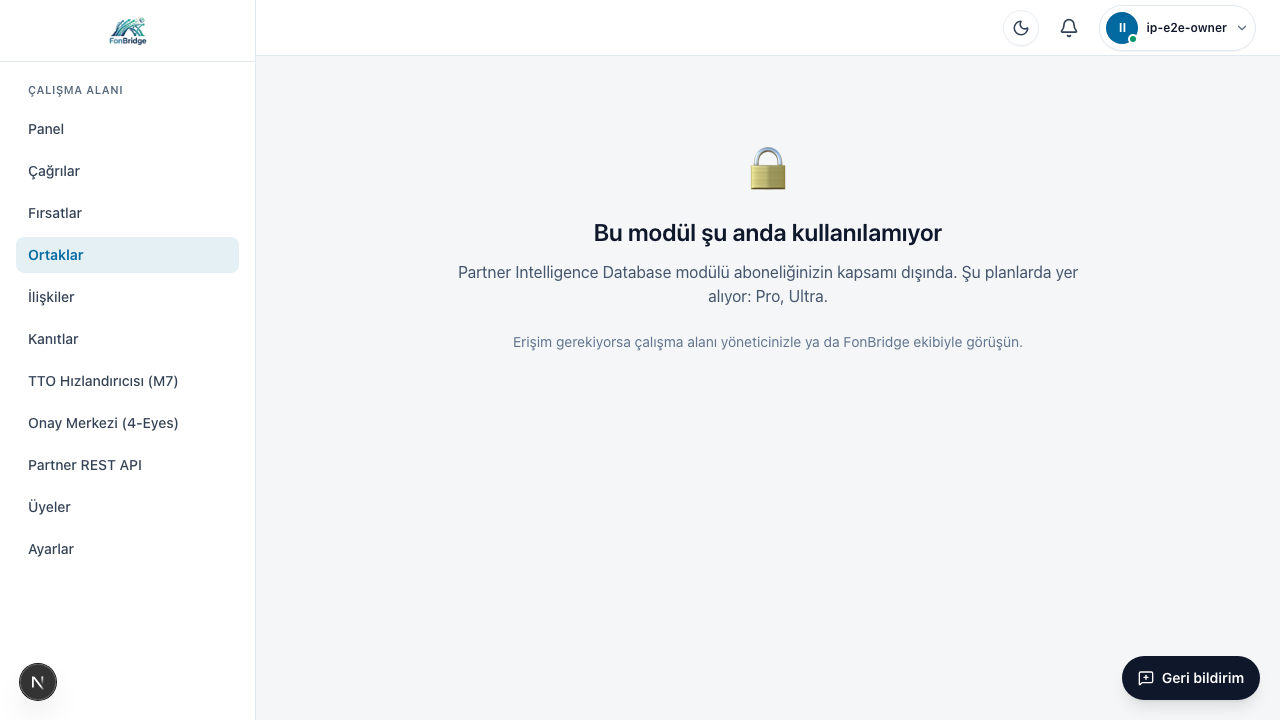 FonBridge
ip-e2e-owner
II
ÇALIŞMA ALANI
Panel
Çağrılar
Fırsatlar
Ortaklar
İlişkiler
Kanıtlar
TTO Hızlandırıcısı (M7)
Onay Merkezi (4-Eyes)
Partner REST API
Üyeler
Ayarlar
Bu modül şu anda kullanılamıyor
Partner Intelligence Database modülü aboneliğinizin kapsamı dışında. Şu planlarda yer
alıyor: Pro, Ultra.
Erişim gerekiyorsa çalışma alanı yöneticinizle ya da FonBridge ekibiyle görüşün.
N
Geri bildirim